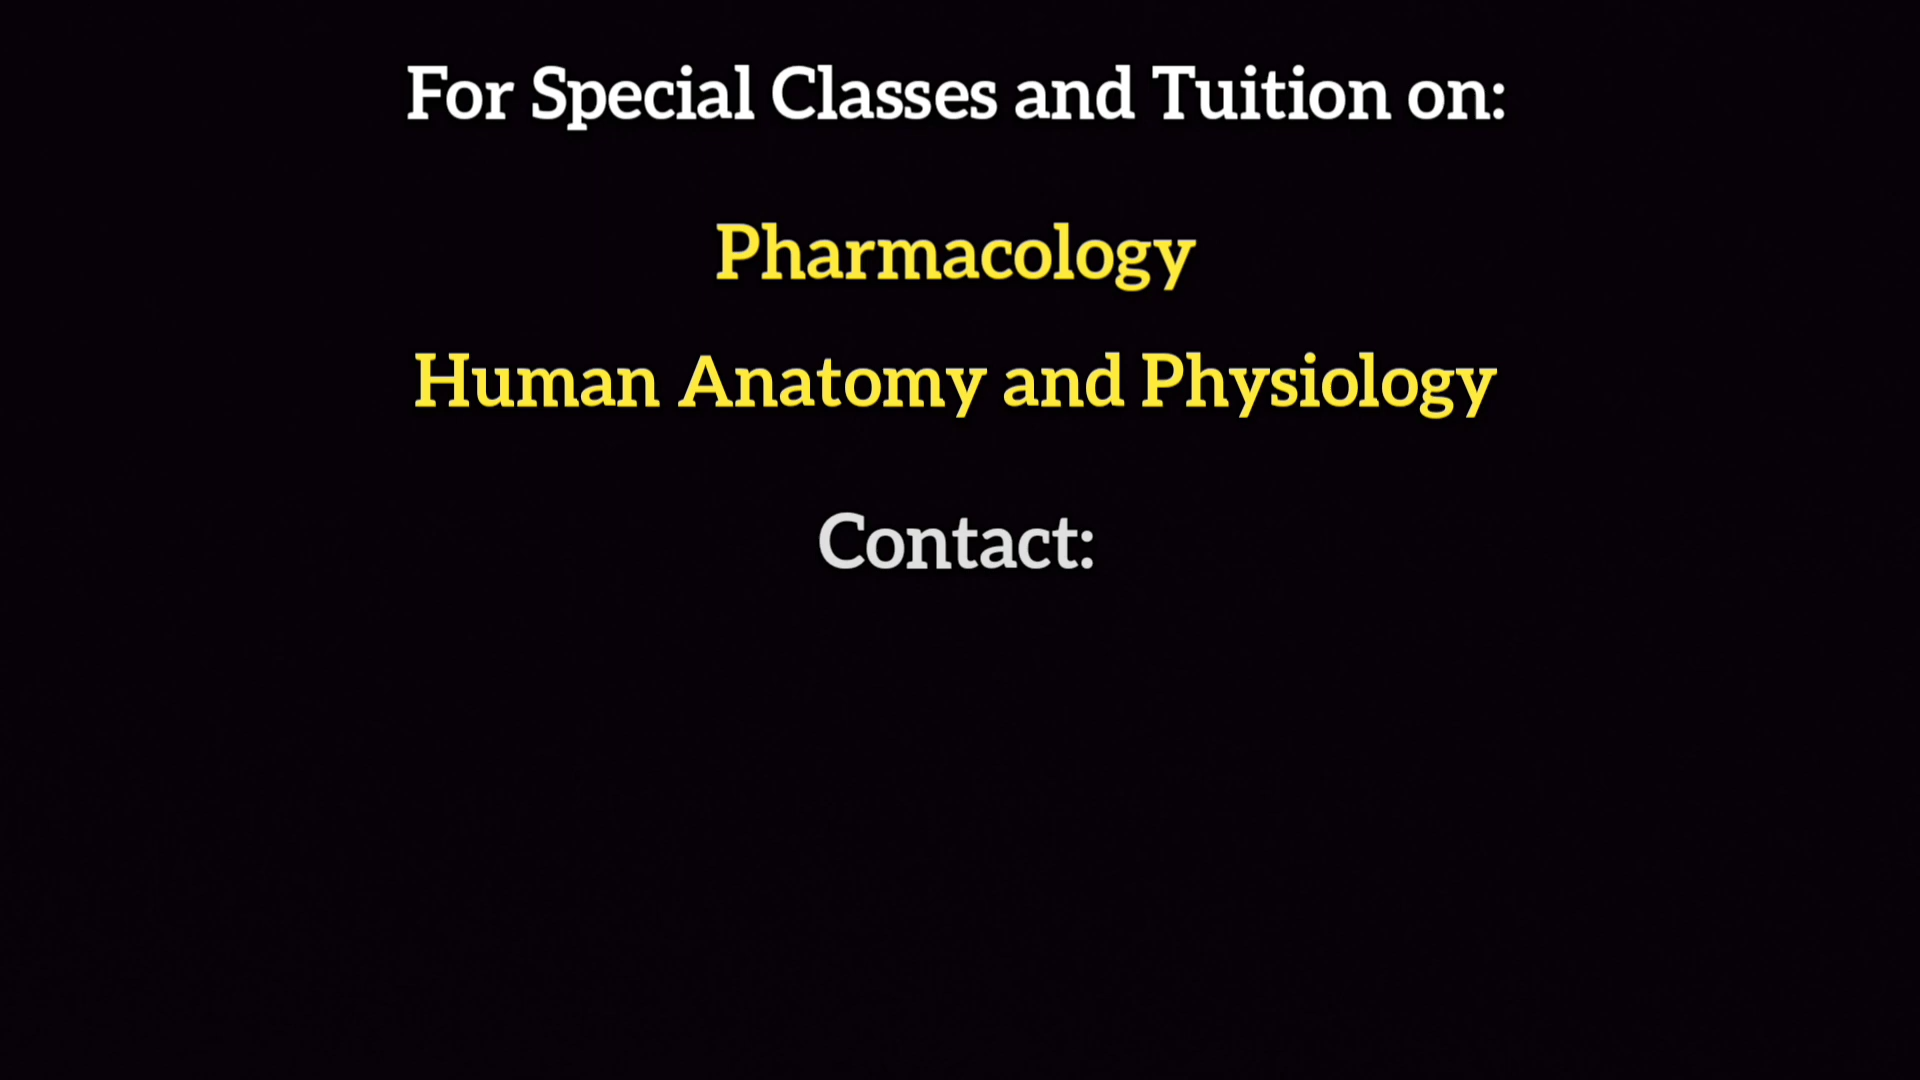 For Special Classes and Tuition on:
Pharmacology
Human Anatomy and Physiology
Contact: